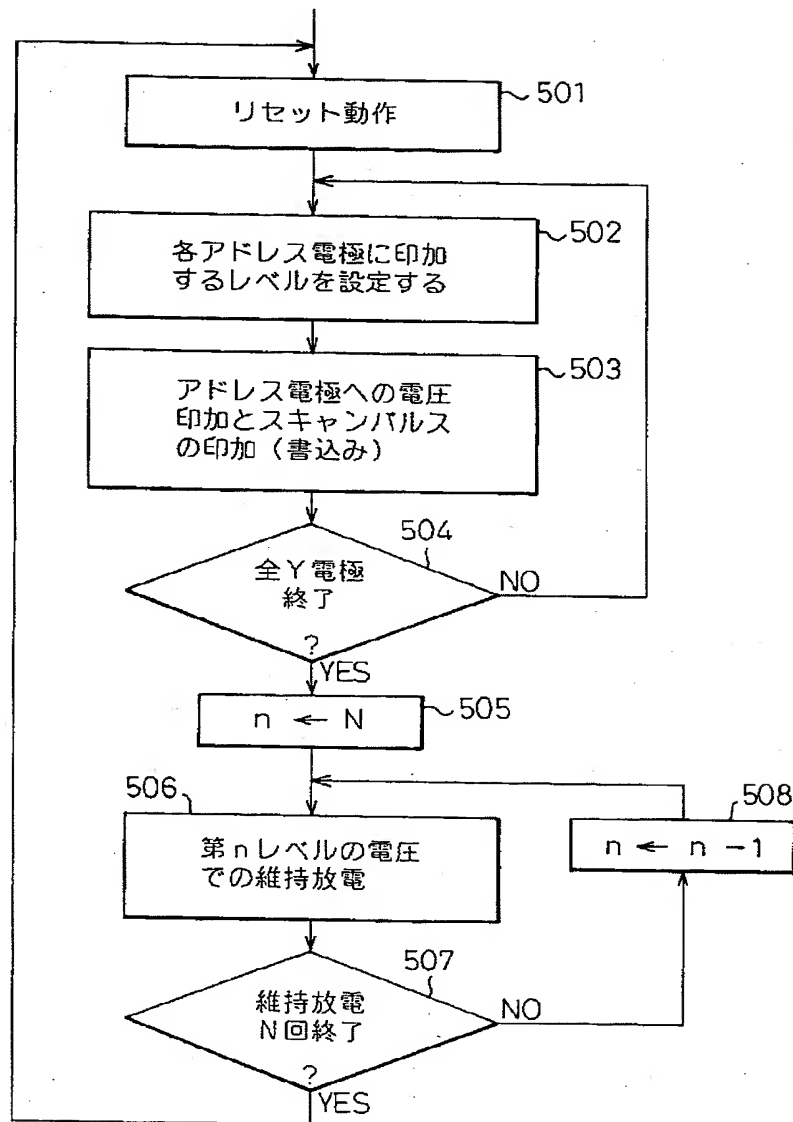 リセット動作
501
各アドレス電極に印加
するレベルを設定する
502
アドレス電極への電圧
印加とスキャンパルス
の印加(書込み)
503
全Y電極
終了
?
504
NO
YES
n ← N
505
506
第nレベルの電圧
での維持放電
508
n ← n -1
507
維持放電
N回終了
?
NO
YES